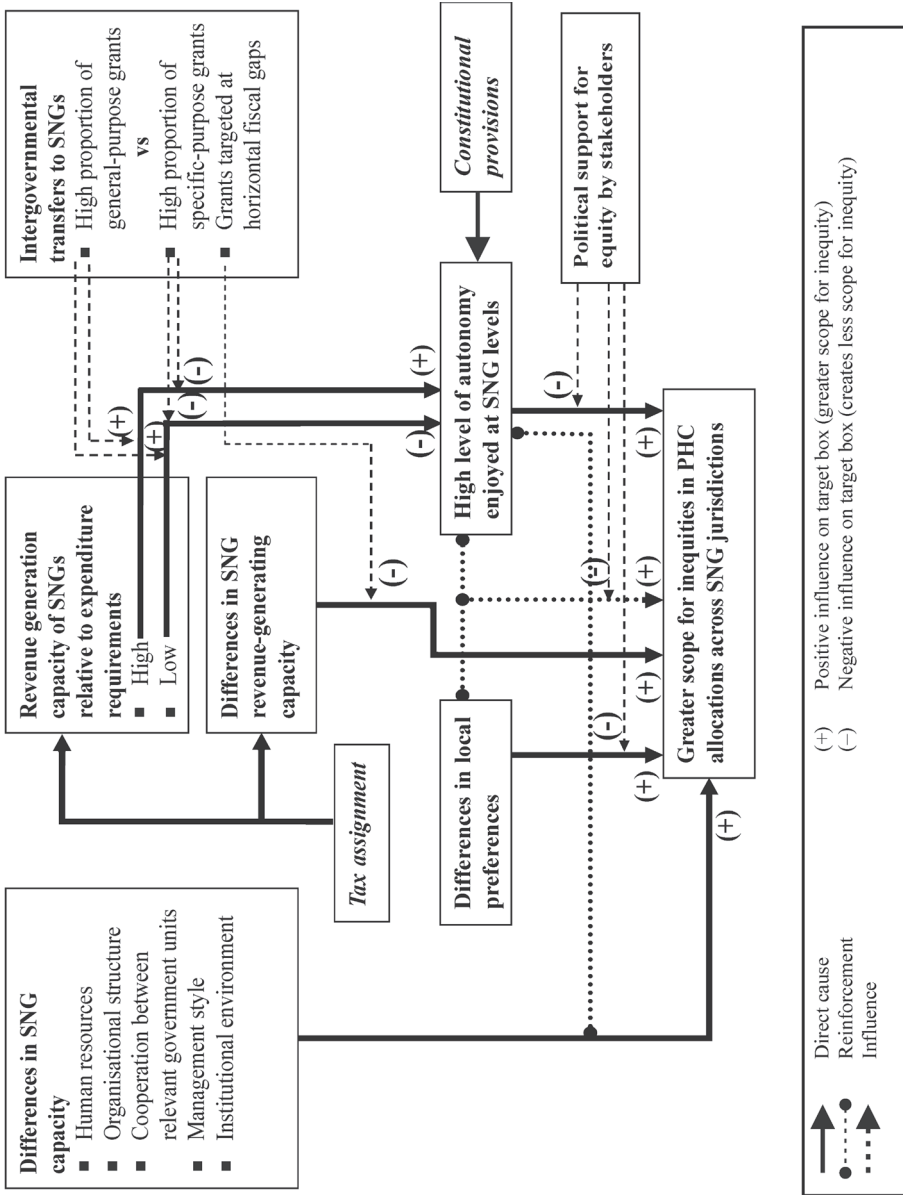 Differences in SNG
capacity
■ Human resources
■ Organisational structure
■ Cooperation between
relevant government units
■ Management style
■ Institutional environment
Revenue generation
capacity of SNGs
relative to expenditure
requirements
■ High
■ Low
Intergovernmental
transfers to SNGs
■ High proportion of
general-purpose grants
vs
■ High proportion of
specific-purpose grants
■ Grants targeted at
horizontal fiscal gaps
(+)
(+)
(-)
(-)
Tax assignment
Differences in SNG
revenue-generating
capacity
(-)
(-)
(+)
Differences in local
preferences
High level of autonomy
enjoyed at SNG levels
Constitutional
provisions
Political support for
equity by stakeholders
(-)
(-)
(-)
(+)
(+)
(+)
(+)
(+)
Greater scope for inequities in PHC
allocations across SNG jurisdictions
Direct cause
Reinforcement
Influence
(+) Positive influence on target box (greater scope for inequity)
(–) Negative influence on target box (creates less scope for inequity)